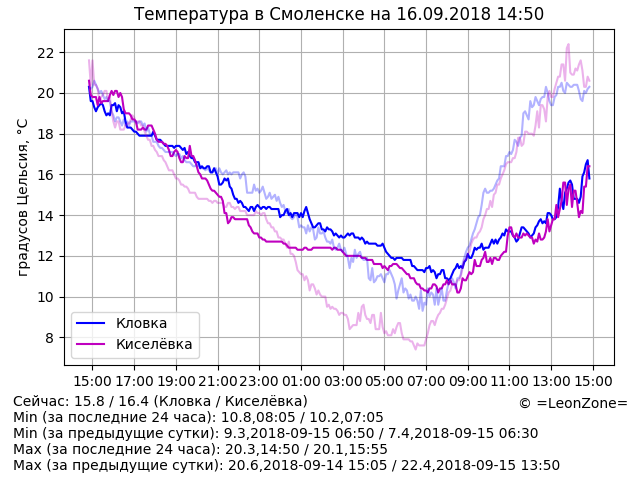 Температура в Смоленске на 16.09.2018 14:50
градусов Цельсия, °C
22
20
18
16
14
12
10
8
Кловка
Киселёвка
15:00 17:00 19:00 21:00 23:00 01:00 03:00 05:00 07:00 09:00 11:00 13:00 15:00
Сейчас: 15.8 / 16.4 (Кловка / Киселёвка)
© =LeonZone=
Min (за последние 24 часа): 10.8,08:05 / 10.2,07:05
Min (за предыдущие сутки): 9.3,2018-09-15 06:50 / 7.4,2018-09-15 06:30
Max (за последние 24 часа): 20.3,14:50 / 20.1,15:55
Max (за предыдущие сутки): 20.6,2018-09-14 15:05 / 22.4,2018-09-15 13:50